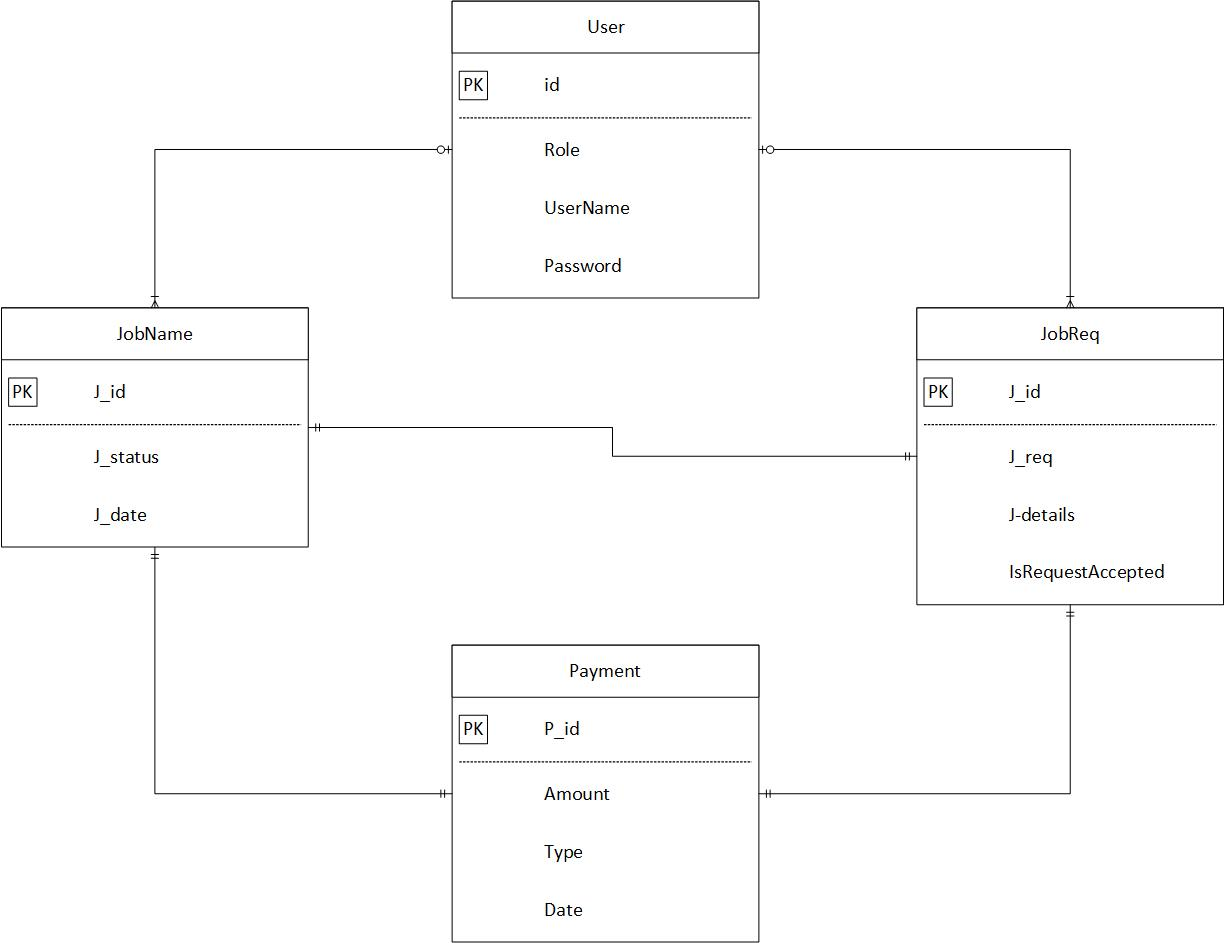 User
PK id
Role
UserName
Password
JobName
PK J_id
J_status
J_date
JobReq
PK J_id
J_req
J-details
IsRequestAccepted
Payment
PK P_id
Amount
Type
Date